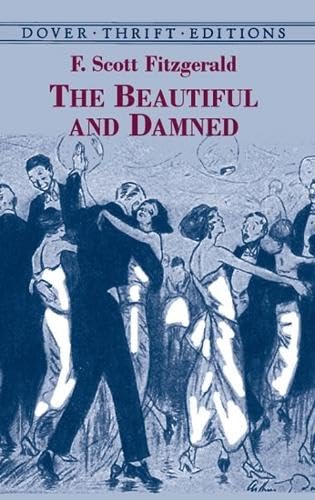 DOVER · THRIFT · EDITIONS
F. Scott Fitzgerald
THE BEAUTIFUL
AND DAMNED